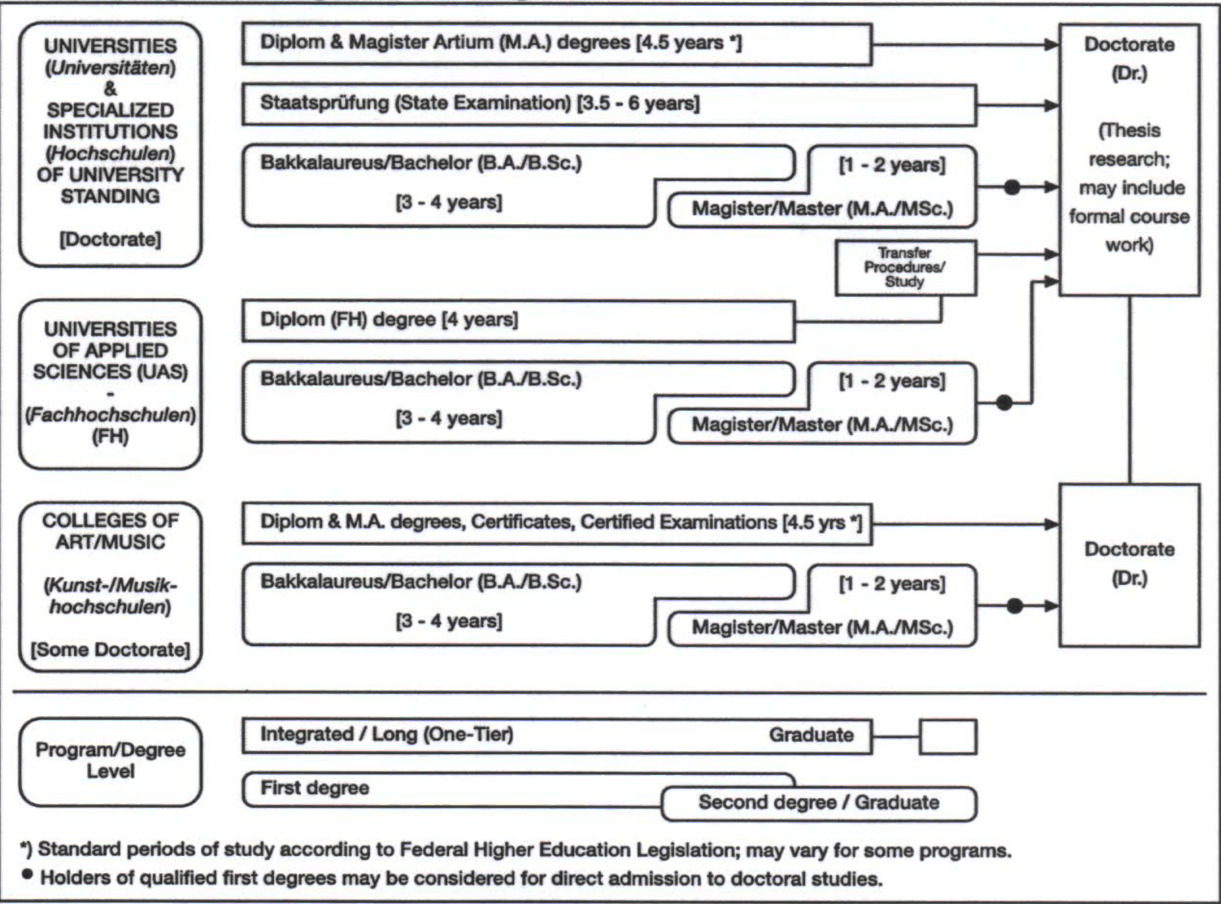 UNIVERSITIES
(Universitäten)
&
SPECIALIZED
INSTITUTIONS
(Hochschulen)
OF UNIVERSITY
STANDING
[Doctorate]
Diplom & Magister Artium (M.A.) degrees [4.5 years *]
Staatsprüfung (State Examination) [3.5 - 6 years]
Bakkalaureus/Bachelor (B.A./B.Sc.)
[3 - 4 years]
[1 - 2 years]
Magister/Master (M.A./MSc.)
Transfer
Procedures/
Study
Doctorate
(Dr.)
(Thesis
research;
may include
formal course
work)
UNIVERSITIES
OF APPLIED
SCIENCES (UAS)
-
(Fachhochschulen)
(FH)
Diplom (FH) degree [4 years]
Bakkalaureus/Bachelor (B.A./B.Sc.)
[3 - 4 years]
[1 - 2 years]
Magister/Master (M.A./MSc.)
COLLEGES OF
ART/MUSIC
(Kunst-/Musik-
hochschulen)
[Some Doctorate]
Diplom & M.A. degrees, Certificates, Certified Examinations [4.5 yrs *]
Bakkalaureus/Bachelor (B.A./B.Sc.)
[3 - 4 years]
[1 - 2 years]
Magister/Master (M.A./MSc.)
Doctorate
(Dr.)
Program/Degree
Level
Integrated / Long (One-Tier) Graduate
First degree
Second degree / Graduate
*) Standard periods of study according to Federal Higher Education Legislation; may vary for some programs.
● Holders of qualified first degrees may be considered for direct admission to doctoral studies.